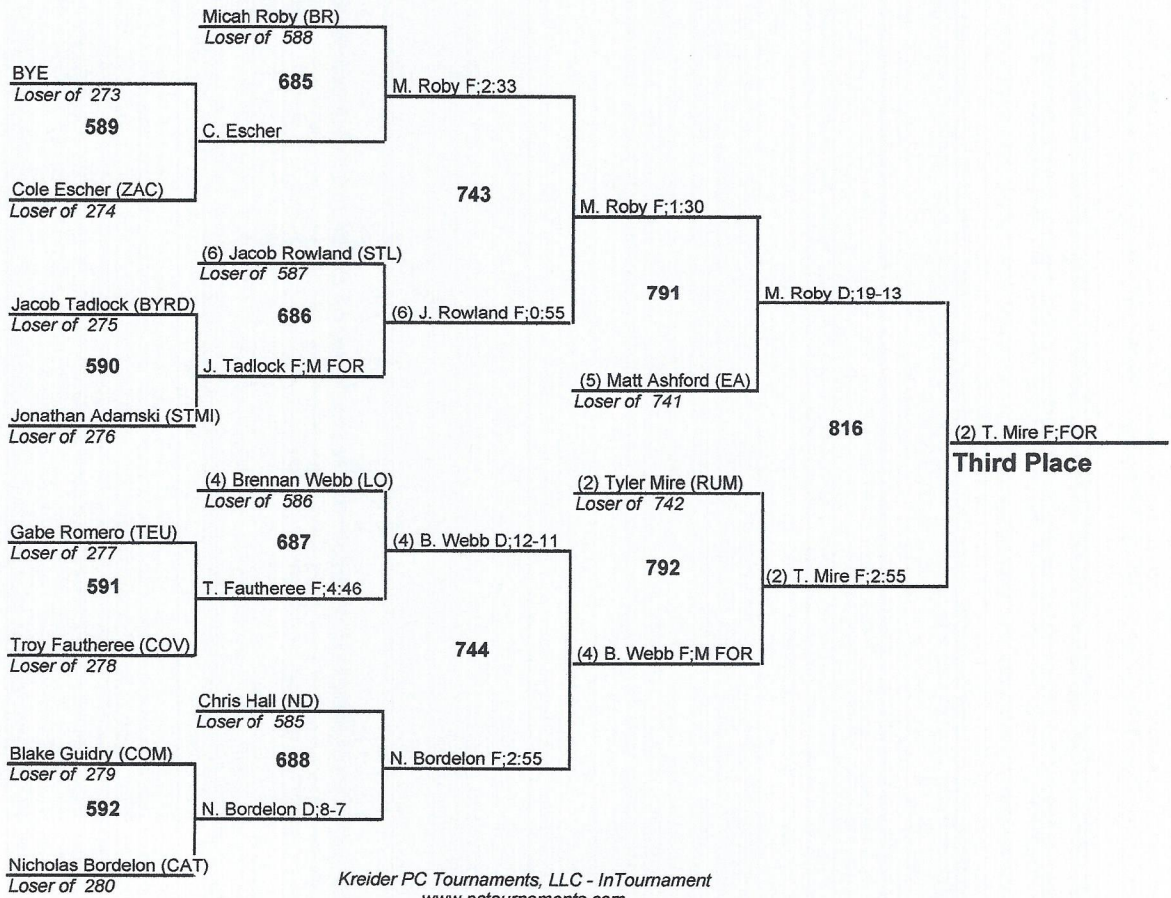 Micah Roby (BR)
Loser of 588
BYE
Loser of 273
685
M. Roby F;2:33
589
C. Escher
Cole Escher (ZAC)
Loser of 274
743
M. Roby F;1:30
(6) Jacob Rowland (STL)
Loser of 587
Jacob Tadlock (BYRD)
Loser of 275
686
(6) J. Rowland F;0:55
791
M. Roby D;19-13
590
J. Tadlock F;M FOR
(5) Matt Ashford (EA)
Loser of 741
Jonathan Adamski (STMI)
Loser of 276
816
(2) T. Mire F;FOR
Third Place
(4) Brennan Webb (LO)
Loser of 586
(2) Tyler Mire (RUM)
Loser of 742
Gabe Romero (TEU)
Loser of 277
687
(4) B. Webb D;12-11
591
T. Fautheree F;4:46
792
(2) T. Mire F;2:55
Troy Fautheree (COV)
Loser of 278
744
(4) B. Webb F;M FOR
Chris Hall (ND)
Loser of 585
Blake Guidry (COM)
Loser of 279
688
N. Bordelon F;2:55
592
N. Bordelon D;8-7
Nicholas Bordelon (CAT)
Loser of 280
Kreider PC Tournaments, LLC - InTournament
www.pctournaments.com